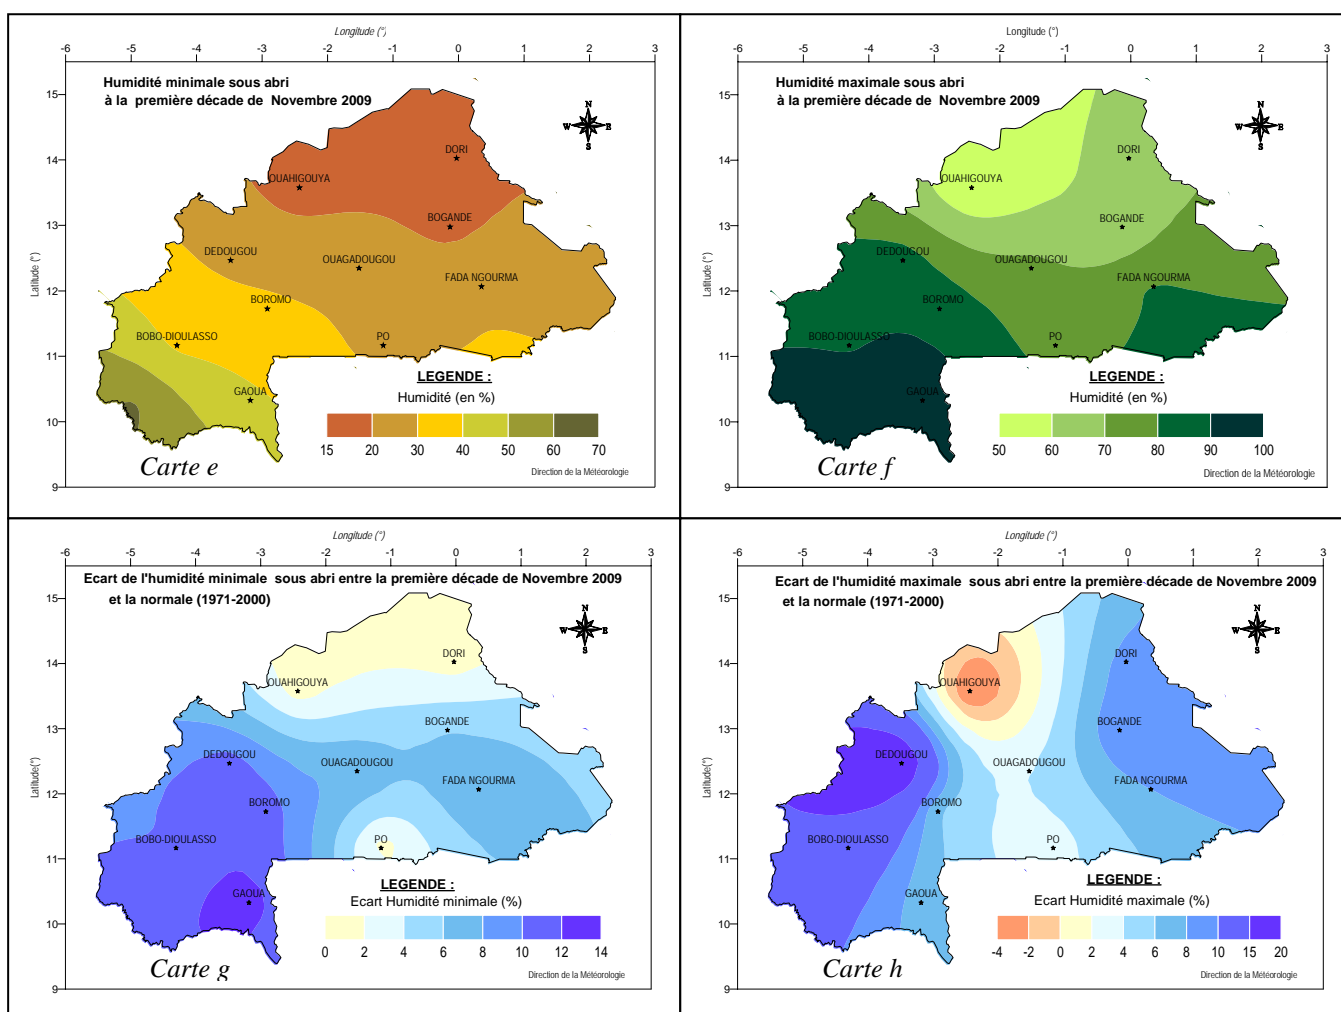 Longitude (°)
-6 -5 -4 -3 -2 -1 0 1 2 3
Humidité minimale sous abri
à la première décade de Novembre 2009
N
W E
S
15
14
13
12
11
10
9
Latitude (°)
DORI
OUAHIGOUYA
BOGANDE
DEDOUGOU
OUAGADOUGOU
FADA NGOURMA
BOROMO
BOBO-DIOULASSO
PO
GAOUA
LEGENDE :
Humidité (en %)
15 20 30 40 50 60 70
Carte e
Direction de la Météorologie
Longitude (°)
-6 -5 -4 -3 -2 -1 0 1 2 3
Humidité maximale sous abri
à la première décade de Novembre 2009
N
W E
S
15
14
13
12
11
10
9
Latitude (°)
DORI
OUAHIGOUYA
BOGANDE
DEDOUGOU
OUAGADOUGOU
FADA NGOURMA
BOROMO
BOBO-DIOULASSO
PO
GAOUA
LEGENDE :
Humidité (en %)
50 60 70 80 90 100
Carte f
Direction de la Météorologie
Longitude (°)
-6 -5 -4 -3 -2 -1 0 1 2 3
Ecart de l'humidité minimale sous abri entre la première décade de Novembre 2009
et la normale (1971-2000)
N
W E
S
15
14
13
12
11
10
9
Latitude(°)
DORI
OUAHIGOUYA
BOGANDE
DEDOUGOU
OUAGADOUGOU
FADA NGOURMA
BOROMO
BOBO-DIOULASSO
PO
GAOUA
LEGENDE :
Ecart Humidité minimale (%)
0 2 4 6 8 10 12 14
Carte g
Direction de la Météorologie
Longitude (°)
-6 -5 -4 -3 -2 -1 0 1 2 3
Ecart de l'humidité maximale sous abri entre la première décade de Novembre 2009
et la normale (1971-2000)
N
W E
S
15
14
13
12
11
10
9
Latitude (°)
DORI
OUAHIGOUYA
BOGANDE
DEDOUGOU
OUAGADOUGOU
FADA NGOURMA
BOROMO
BOBO-DIOULASSO
PO
GAOUA
LEGENDE :
Ecart Humidité maximale (%)
-4 -2 0 2 4 6 8 10 15 20
Carte h
Direction de la Météorologie